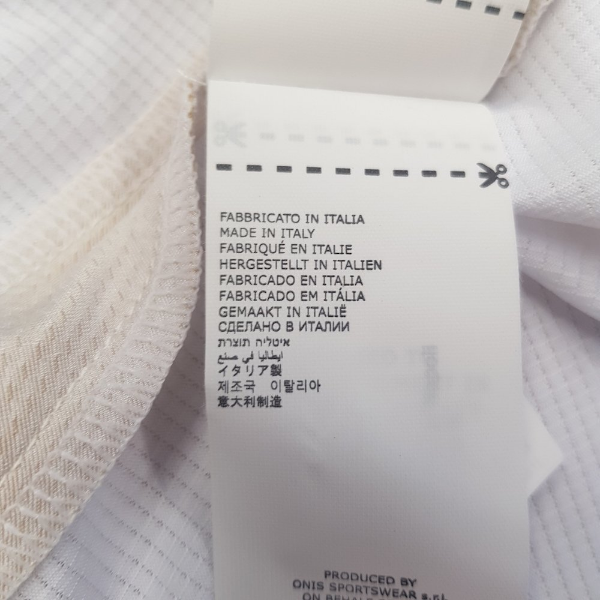 FABBRICATO IN ITALIA
MADE IN ITALY
FABRIQUÉ EN ITALIE
HERGESTELLT IN ITALIEN
FABRICADO EN ITALIA
FABRICADO EM ITÁLIA
GEMAAKT IN ITALIË
СДЕЛАНО В ИТАЛИИ
איטליה תוצרת
ايطاليا في صنع
イタリア製
제조국 이탈리아
意大利制造
PRODUCED BY
ONIS SPORTSWEAR s.r.l.
ON BEHALF